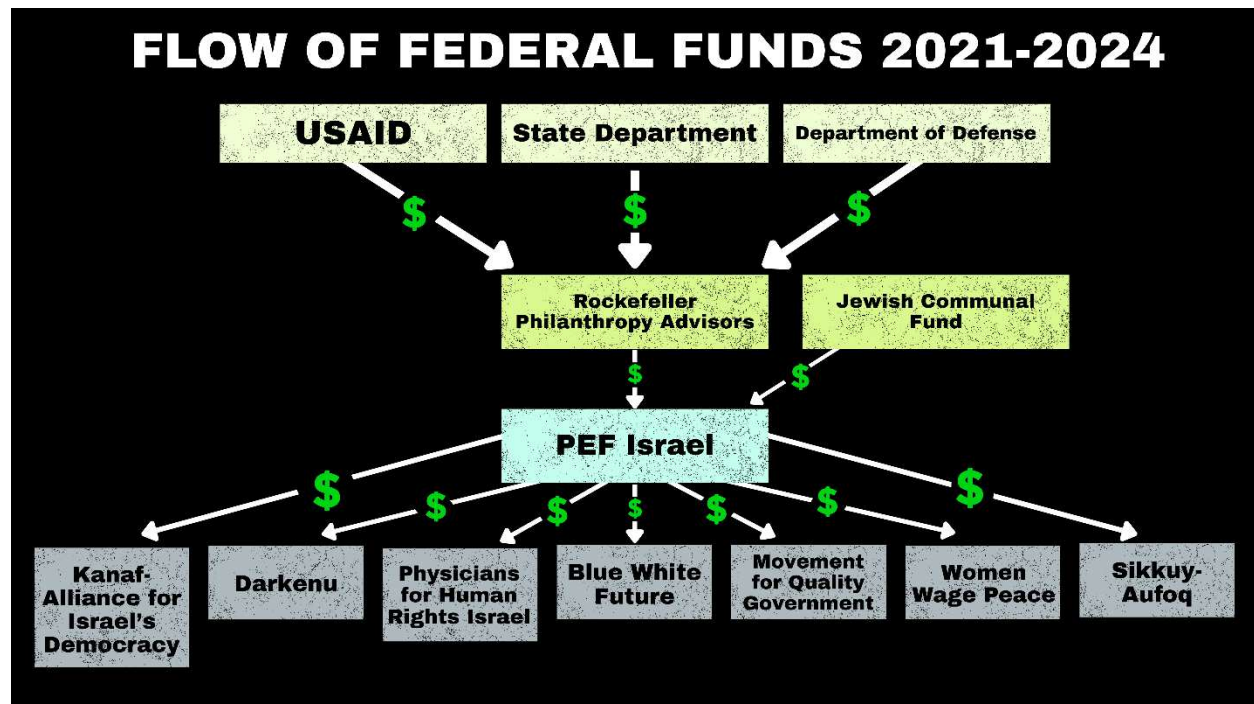 FLOW OF FEDERAL FUNDS 2021-2024
USAID
State Department
Department of Defense
$
$
$
Rockefeller
Philanthropy Advisors
Jewish Communal
Fund
$
$
PEF Israel
$
$
$
$
$
$
$
Kanaf-
Alliance for
Israel's
Democracy
Darkenu
Physicians
for Human
Rights Israel
Blue White
Future
Movement
for Quality
Government
Women
Wage Peace
Sikkuy-
Aufoq